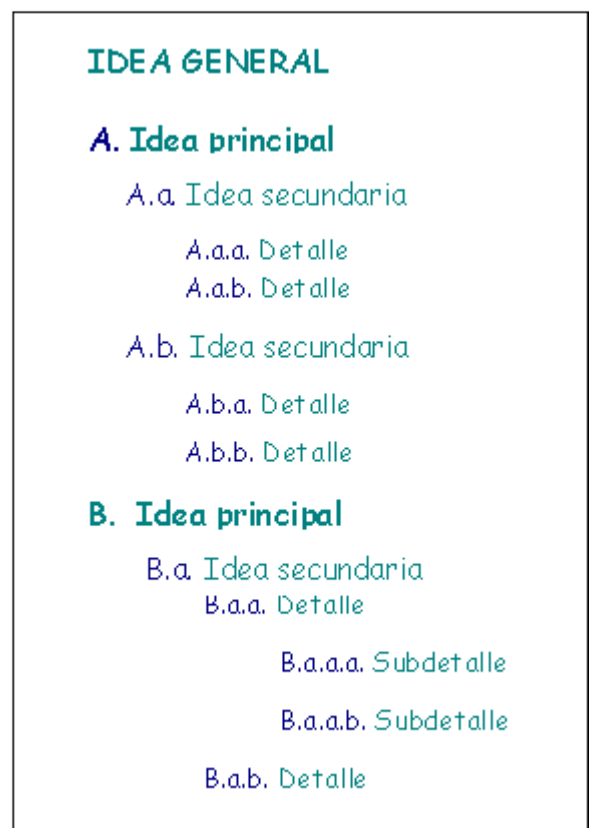 IDEA GENERAL
A. Idea principal
A.a Idea secundaria
A.a.a. Detalle
A.a.b. Detalle
A.b. Idea secundaria
A.b.a. Detalle
A.b.b. Detalle
B. Idea principal
B.a Idea secundaria
B.a.a. Detalle
B.a.a.a. Subdetalle
B.a.a.b. Subdetalle
B.a.b. Detalle